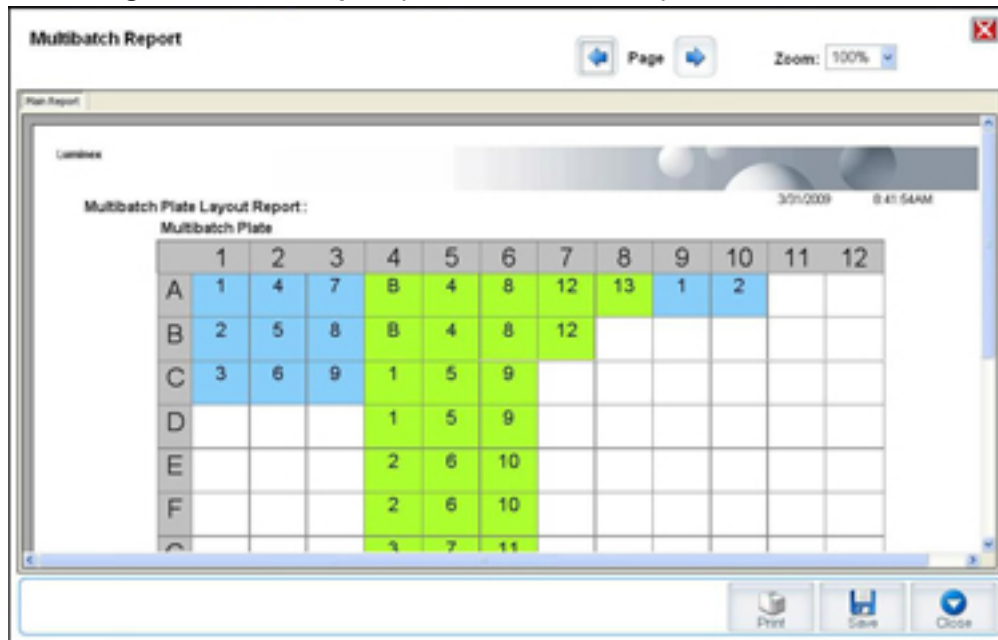 Multibatch Report
Page
Zoom: 100%
Main Report
Luminex
3/31/2009 8:41:54AM
Multibatch Plate Layout Report:
Multibatch Plate
1 2 3 4 5 6 7 8 9 10 11 12
A 1 4 7 B 4 8 12 13 1 2
B 2 5 8 B 4 8 12
C 3 6 9 1 5 9
D 1 5 9
E 2 6 10
F 2 6 10
3 7 11
Print Save Close